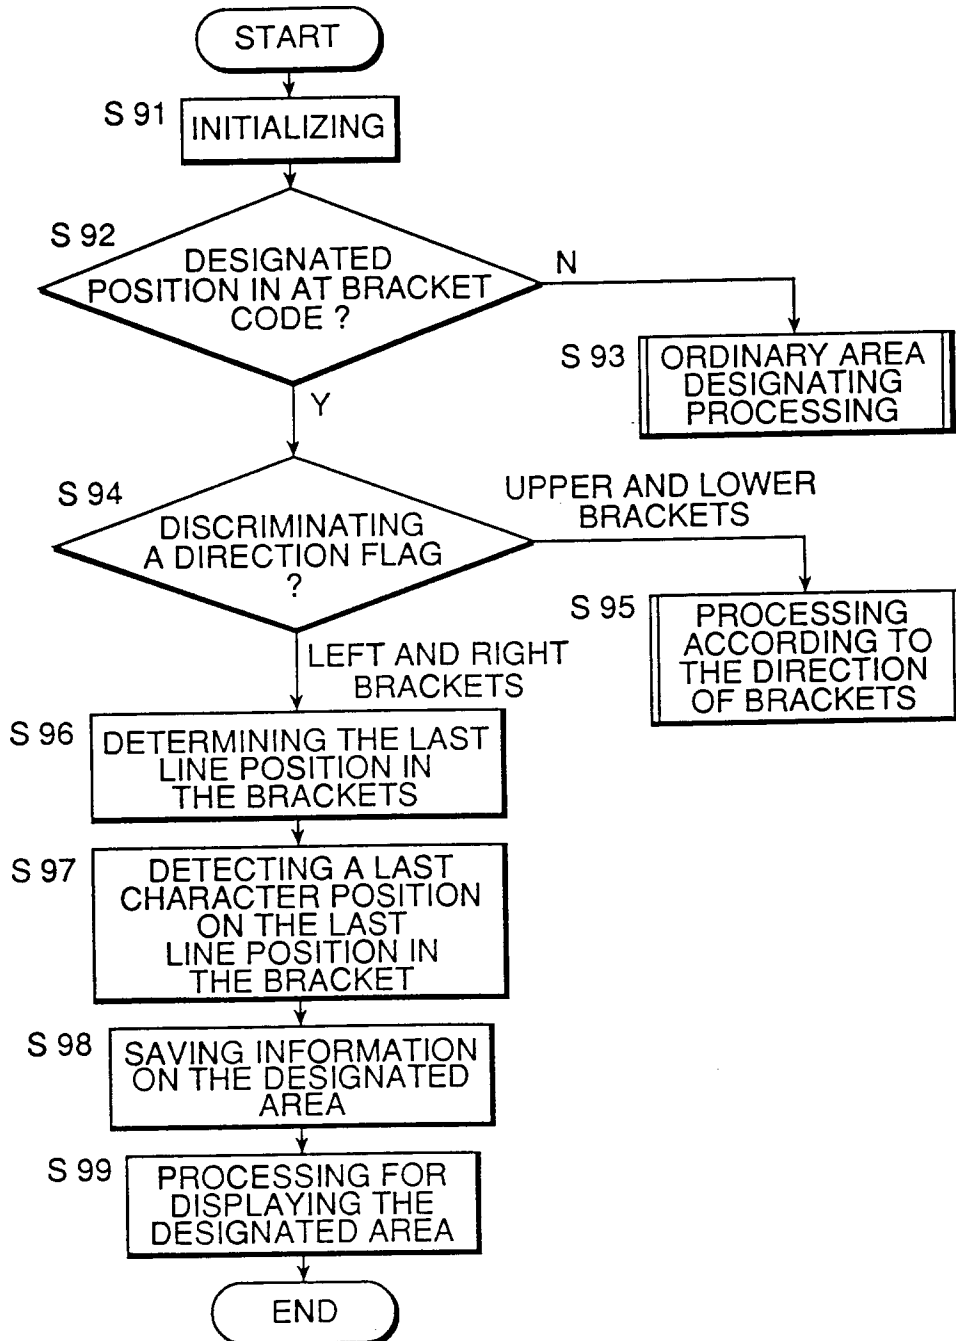 START
S 91
INITIALIZING
S 92
DESIGNATED
POSITION IN AT BRACKET
CODE ?
N
S 93
ORDINARY AREA
DESIGNATING
PROCESSING
Y
S 94
DISCRIMINATING
A DIRECTION FLAG
?
UPPER AND LOWER
BRACKETS
S 95
PROCESSING
ACCORDING TO
THE DIRECTION
OF BRACKETS
LEFT AND RIGHT
BRACKETS
S 96
DETERMINING THE LAST
LINE POSITION IN
THE BRACKETS
S 97
DETECTING A LAST
CHARACTER POSITION
ON THE LAST
LINE POSITION IN
THE BRACKET
S 98
SAVING INFORMATION
ON THE DESIGNATED
AREA
S 99
PROCESSING FOR
DISPLAYING THE
DESIGNATED AREA
END